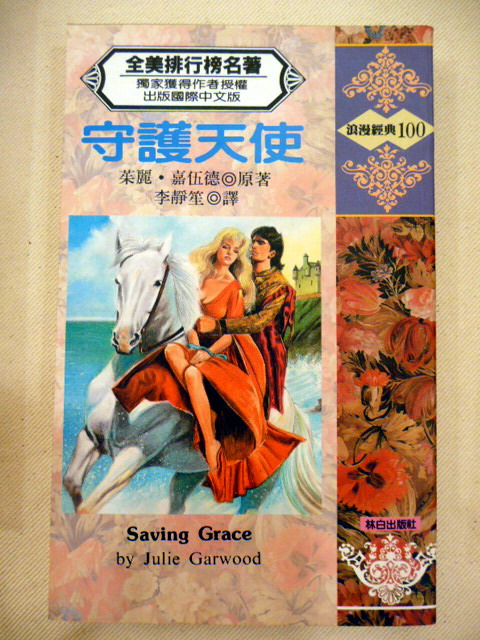 全美排行榜名著
獨家獲得作者授權
出版國際中文版
守護天使
茱麗・嘉伍德◎原著
李靜笙◎譯
浪漫經典100
Saving Grace
by Julie Garwood
林白出版社